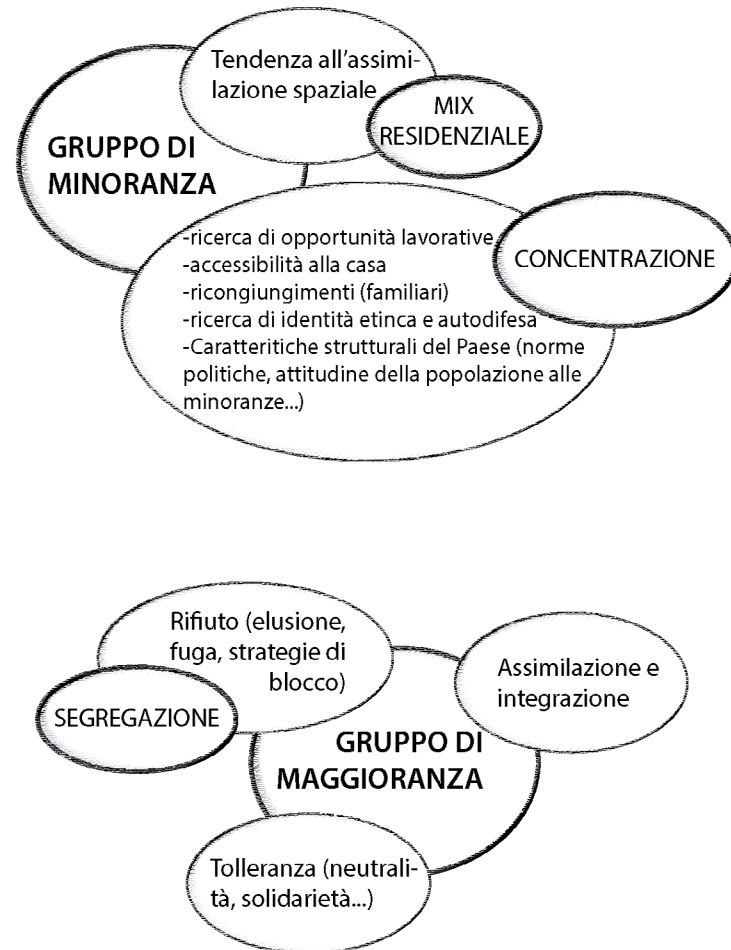 Tendenza all'assimi-
lazione spaziale
MIX
RESIDENZIALE
GRUPPO DI
MINORANZA
-ricerca di opportunità lavorative
-accessibilità alla casa
-ricongiungimenti (familiari)
-ricerca di identità etinca e autodifesa
-Caratteritiche strutturali del Paese (norme
politiche, attitudine della popolazione alle
minoranze...)
CONCENTRAZIONE
Rifiuto (elusione,
fuga, strategie di
blocco)
SEGREGAZIONE
Assimilazione e
integrazione
GRUPPO DI
MAGGIORANZA
Tolleranza (neutrali-
tà, solidarietà...)